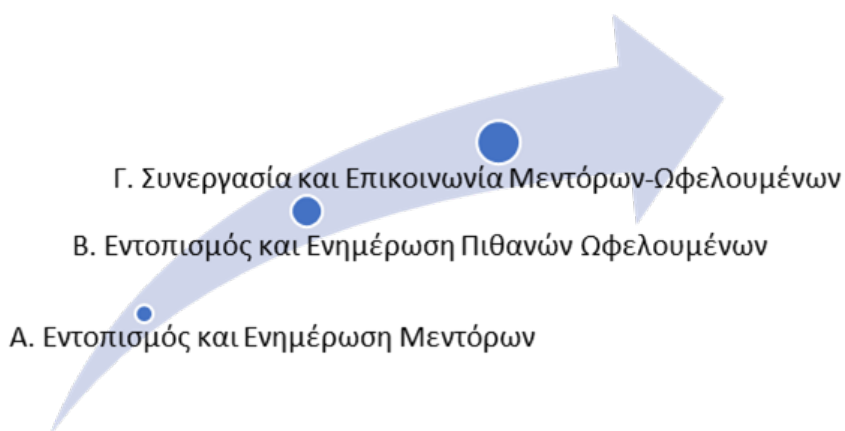 Γ. Συνεργασία και Επικοινωνία Μεντόρων-Ωφελουμένων
Β. Εντοπισμός και Ενημέρωση Πιθανών Ωφελουμένων
Α. Εντοπισμός και Ενημέρωση Μεντόρων